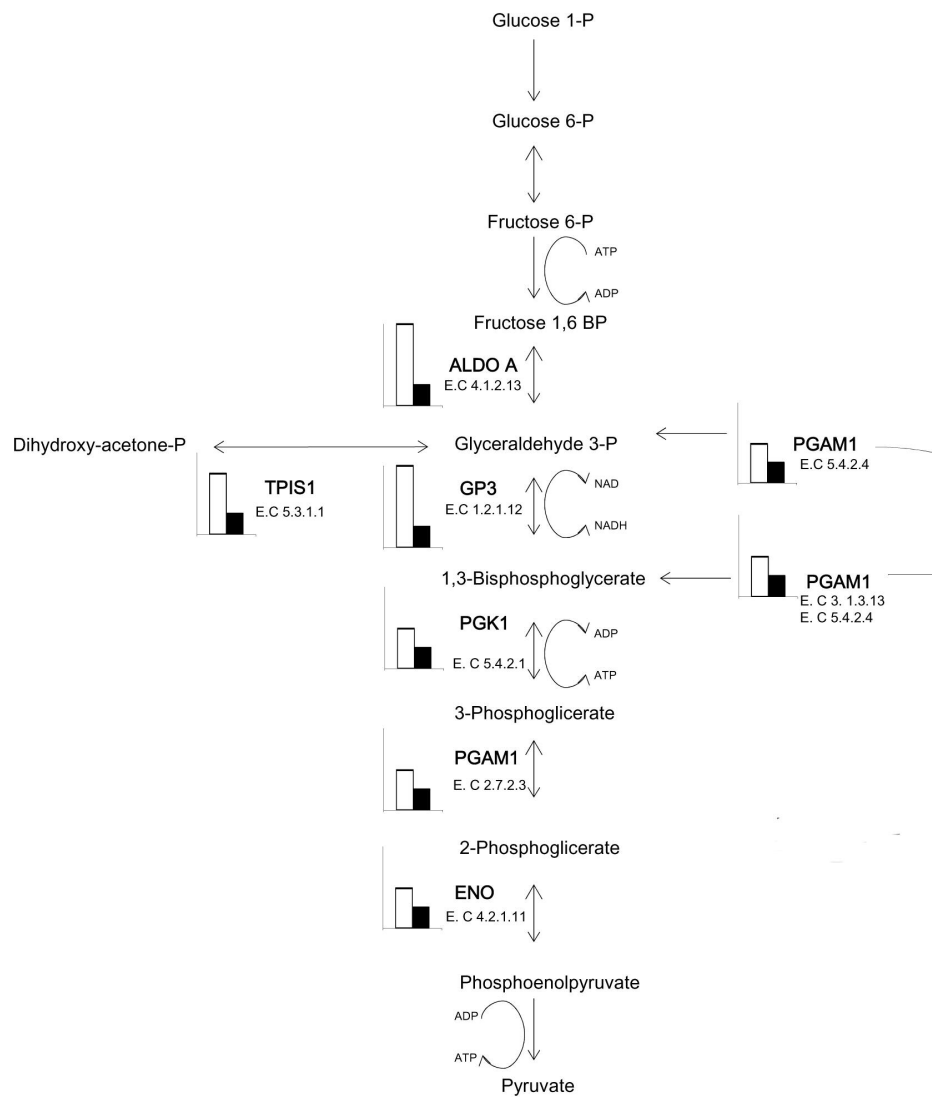 Glucose 1-P
Glucose 6-P
Fructose 6-P
ATP
ADP
Fructose 1,6 BP
ALDO A
E.C 4.1.2.13
Dihydroxy-acetone-P
Glyceraldehyde 3-P
PGAM1
E.C 5.4.2.4
TPIS1
E.C 5.3.1.1
GP3
E.C 1.2.1.12
NAD
NADH
1,3-Bisphosphoglycerate
PGAM1
E. C 3. 1.3.13
E. C 5.4.2.4
PGK1
E. C 5.4.2.1
ADP
ATP
3-Phosphoglicerate
PGAM1
E. C 2.7.2.3
2-Phosphoglicerate
ENO
E. C 4.2.1.11
Phosphoenolpyruvate
ADP
ATP
Pyruvate